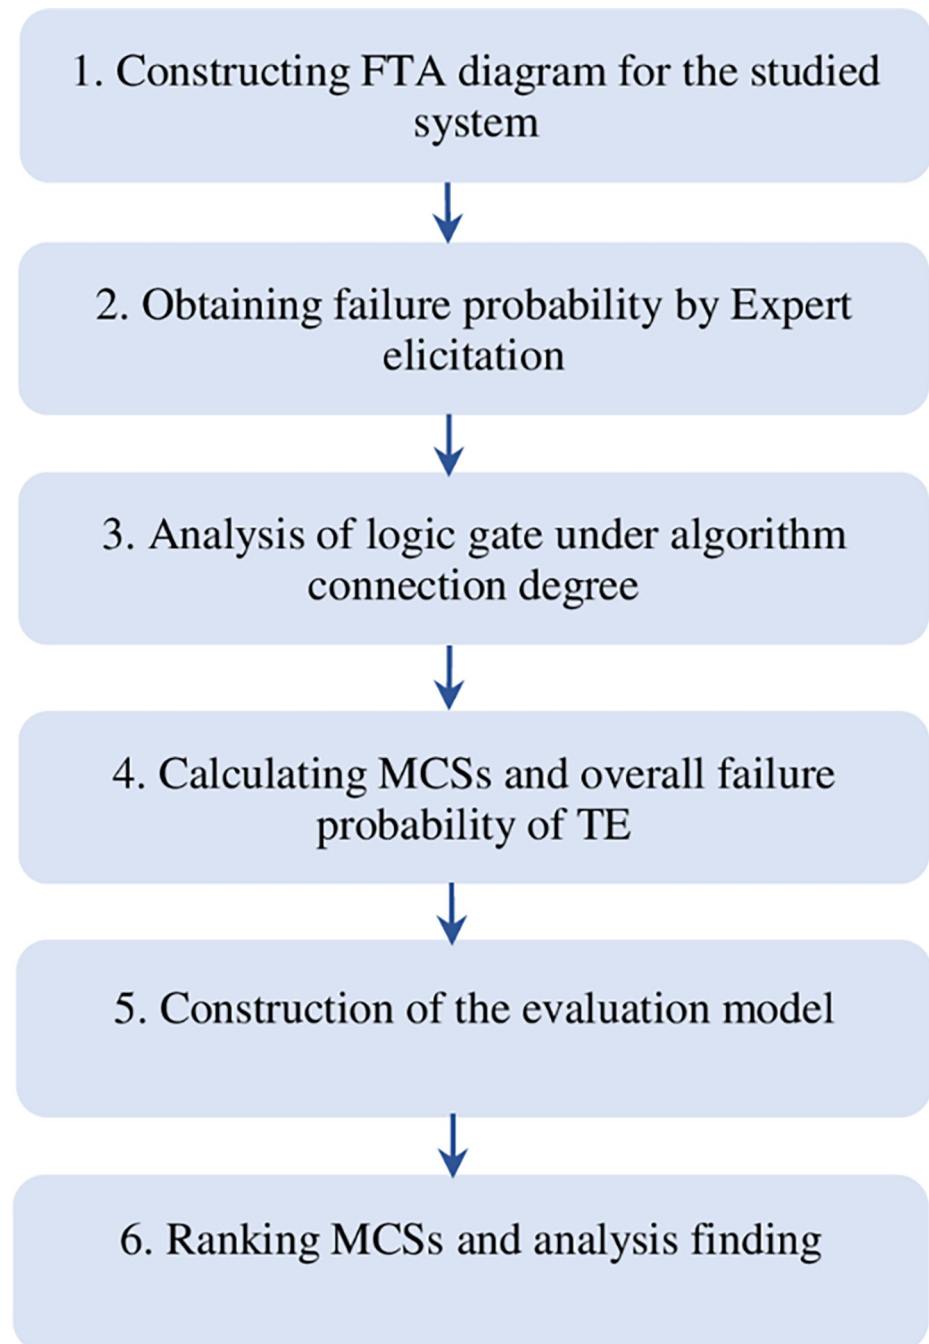 1. Constructing FTA diagram for the studied
system
2. Obtaining failure probability by Expert
elicitation
3. Analysis of logic gate under algorithm
connection degree
4. Calculating MCSs and overall failure
probability of TE
5. Construction of the evaluation model
6. Ranking MCSs and analysis finding